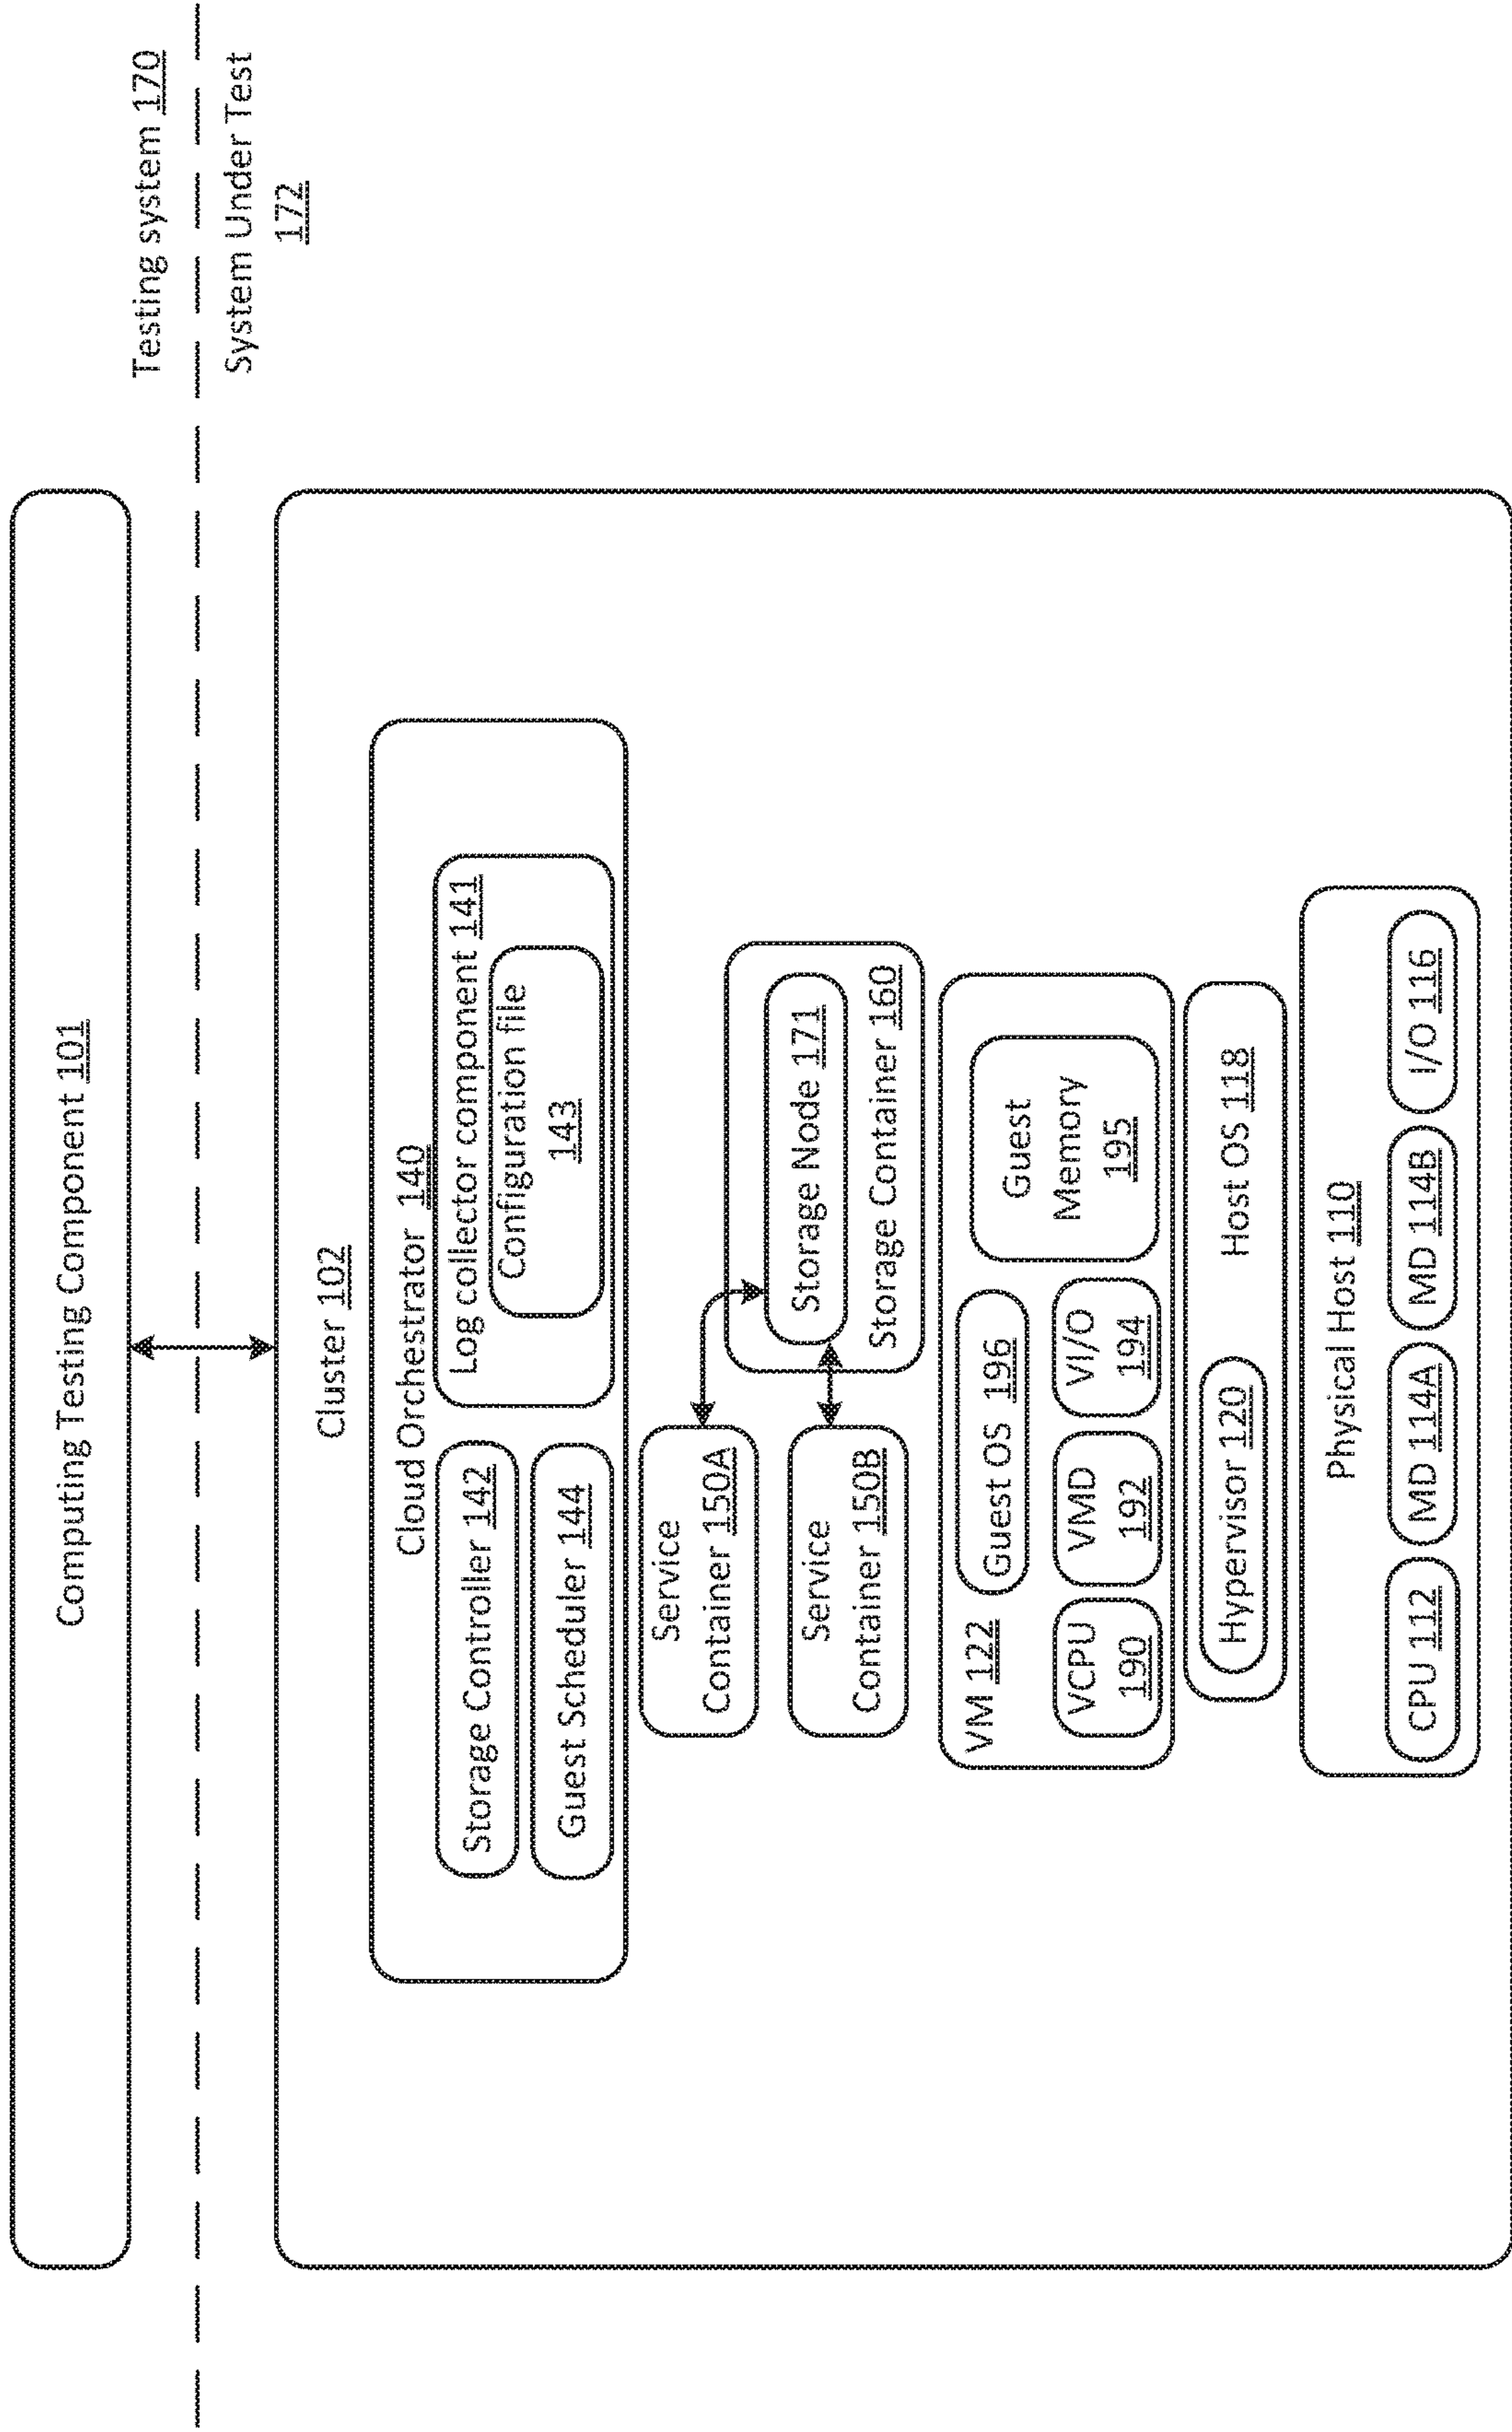 Computing Testing Component 101
Testing system 170
System Under Test
172
Cluster 102
Cloud Orchestrator 140
Storage Controller 142
Guest Scheduler 144
Log collector component 141
Configuration file
143
Service
Container 150A
Service
Container 150B
Storage Node 171
Storage Container 160
VM 122
Guest OS 196
VCPU
190
VMD
192
VI/O
194
Guest
Memory
195
Hypervisor 120
Host OS 118
Physical Host 110
CPU 112
MD 114A
MD 114B
I/O 116